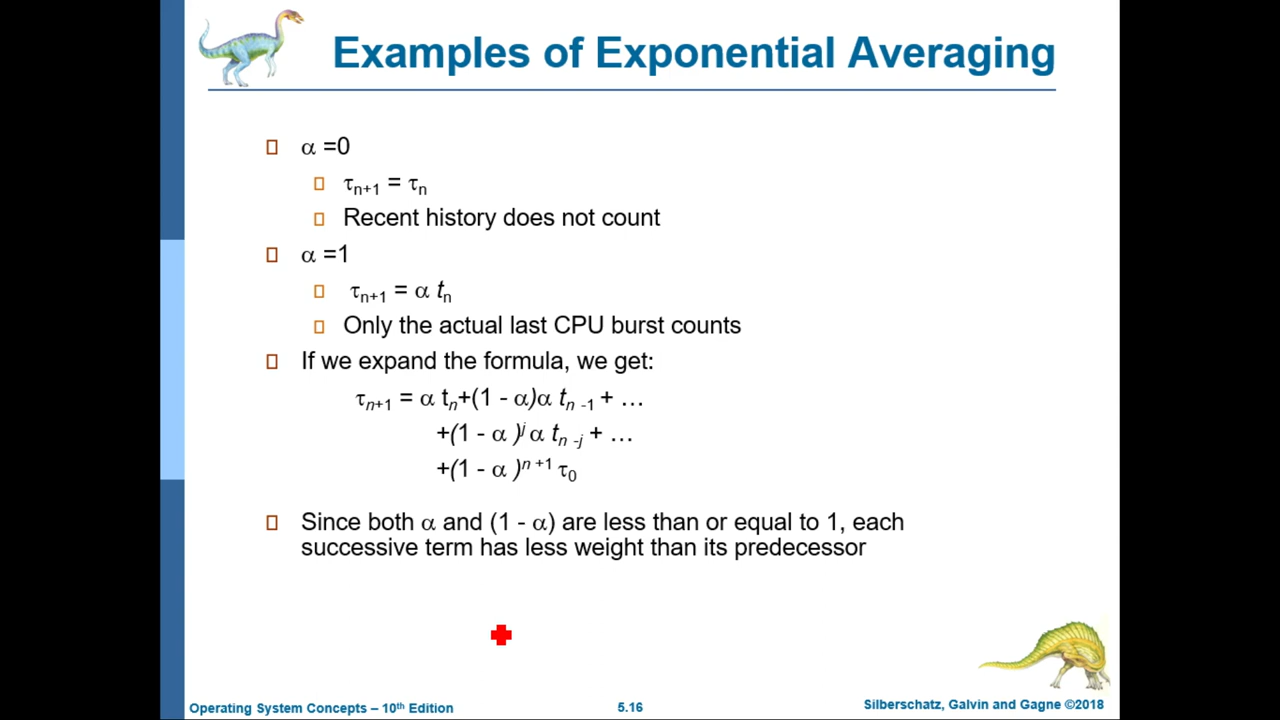 Examples of Exponential Averaging
α =0
τn+1 = τn
Recent history does not count
α =1
τn+1 = α tn
Only the actual last CPU burst counts
If we expand the formula, we get:
τn+1 = α tn+(1 - α)α tn -1 + …
+(1 - α )j α tn -j + …
+(1 - α )n +1 τ0
Since both α and (1 - α) are less than or equal to 1, each
successive term has less weight than its predecessor
Operating System Concepts – 10th Edition
5.16
Silberschatz, Galvin and Gagne ©2018